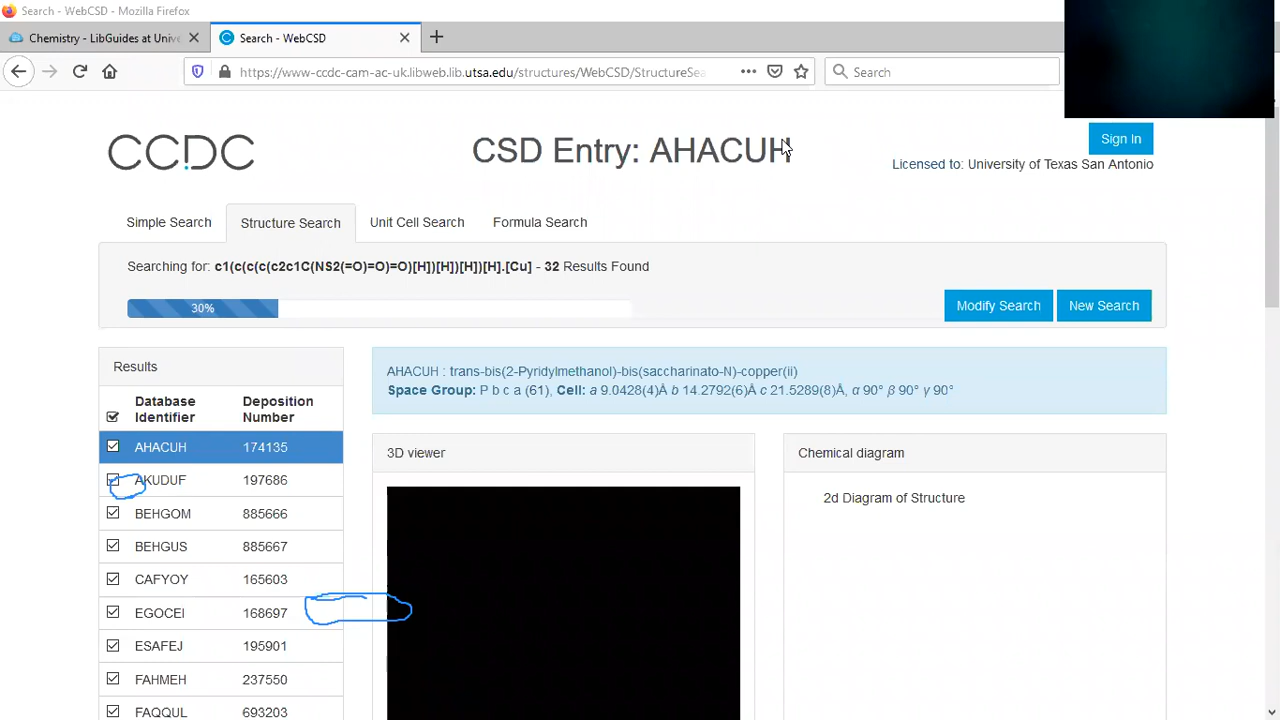 Search - WebCSD - Mozilla Firefox
Chemistry - LibGuides at Unive
Search - WebCSD
https://www-ccdc-cam-ac-uk.libweb.lib.utsa.edu/structures/WebCSD/StructureSea
Search
CCDC
CSD Entry: AHACUH
Sign In
Licensed to: University of Texas San Antonio
Simple Search
Structure Search
Unit Cell Search
Formula Search
Searching for: c1(c(c(c(c2c1C(NS2(=O)=O)=O)[H])[H])[H])[H].[Cu] - 32 Results Found
30%
Modify Search
New Search
Results
Database Identifier
Deposition Number
AHACUH 174135
AKUDUF 197686
BEHGOM 885666
BEHGUS 885667
CAFYOY 165603
EGOCEI 168697
ESAFEJ 195901
FAHMEH 237550
FAQQUL 693203
AHACUH : trans-bis(2-Pyridylmethanol)-bis(saccharinato-N)-copper(ii)
Space Group: P b c a (61), Cell: a 9.0428(4)Å b 14.2792(6)Å c 21.5289(8)Å, α 90° β 90° γ 90°
3D viewer
Chemical diagram
2d Diagram of Structure